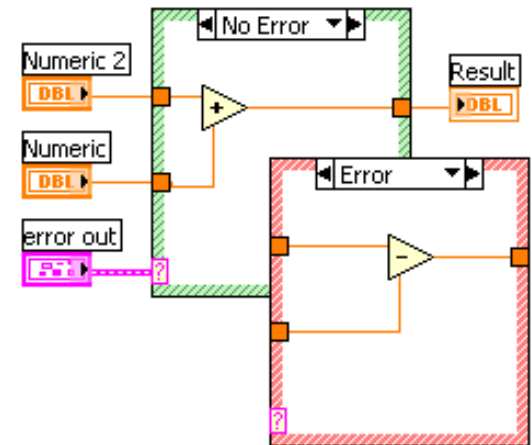 No Error
Numeric 2
DBL
+
Result
DBL
Numeric
DBL
Error
error out
-
?
?